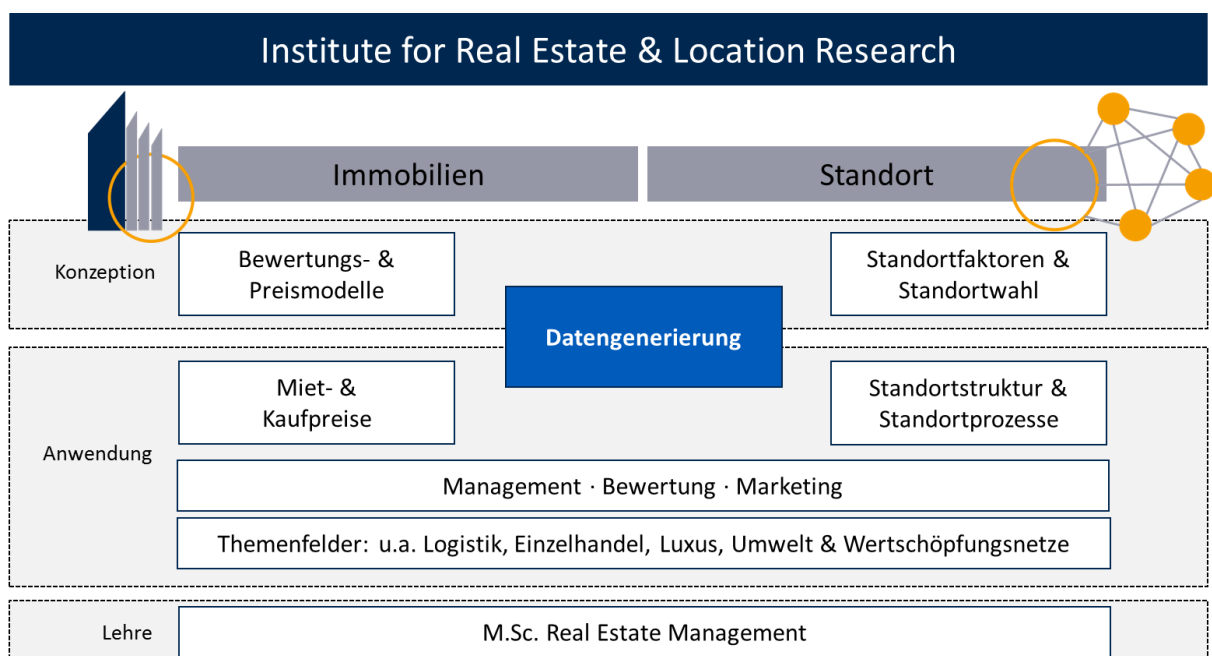 Institute for Real Estate & Location Research
Immobilien
Standort
Konzeption
Bewertungs- &
Preismodelle
Standortfaktoren &
Standortwahl
Datengenerierung
Anwendung
Miet- &
Kaufpreise
Standortstruktur &
Standortprozesse
Management · Bewertung · Marketing
Themenfelder: u.a. Logistik, Einzelhandel, Luxus, Umwelt & Wertschöpfungsnetze
Lehre
M.Sc. Real Estate Management